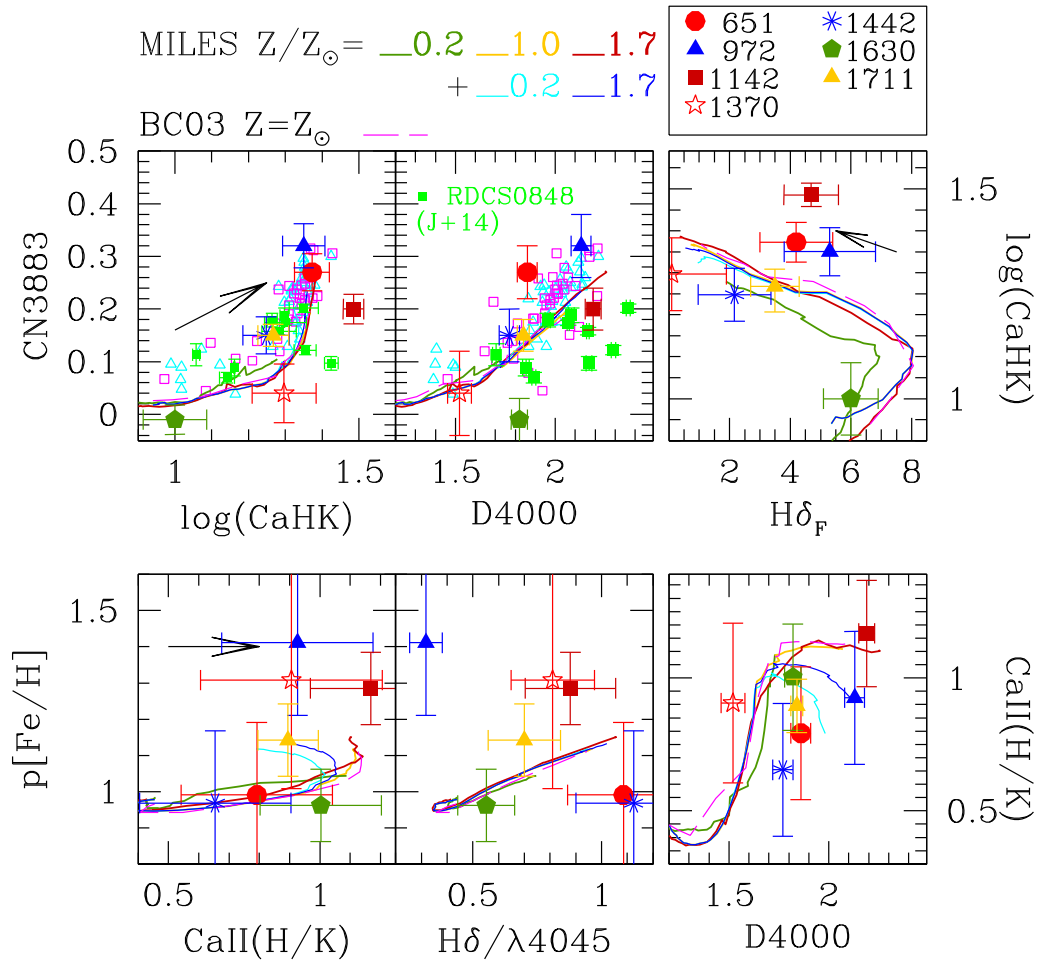 MILES Z/Z⊙= 0.2 1.0 1.7
+ 0.2 1.7
BC03 Z=Z⊙
651 1442
972 1630
1142 1711
1370
0.5
0.4
0.3
0.2
0.1
0
CN3883
RDCS0848
(J+14)
1.5
1
log(CaHK)
1 1.5
log(CaHK)
1.5 2
D4000
2 4 6 8
HδF
1.5
1
p[Fe/H]
1
0.5
CaII(H/K)
0.5 1
CaII(H/K)
0.5 1
Hδ/λ4045
1.5 2
D4000